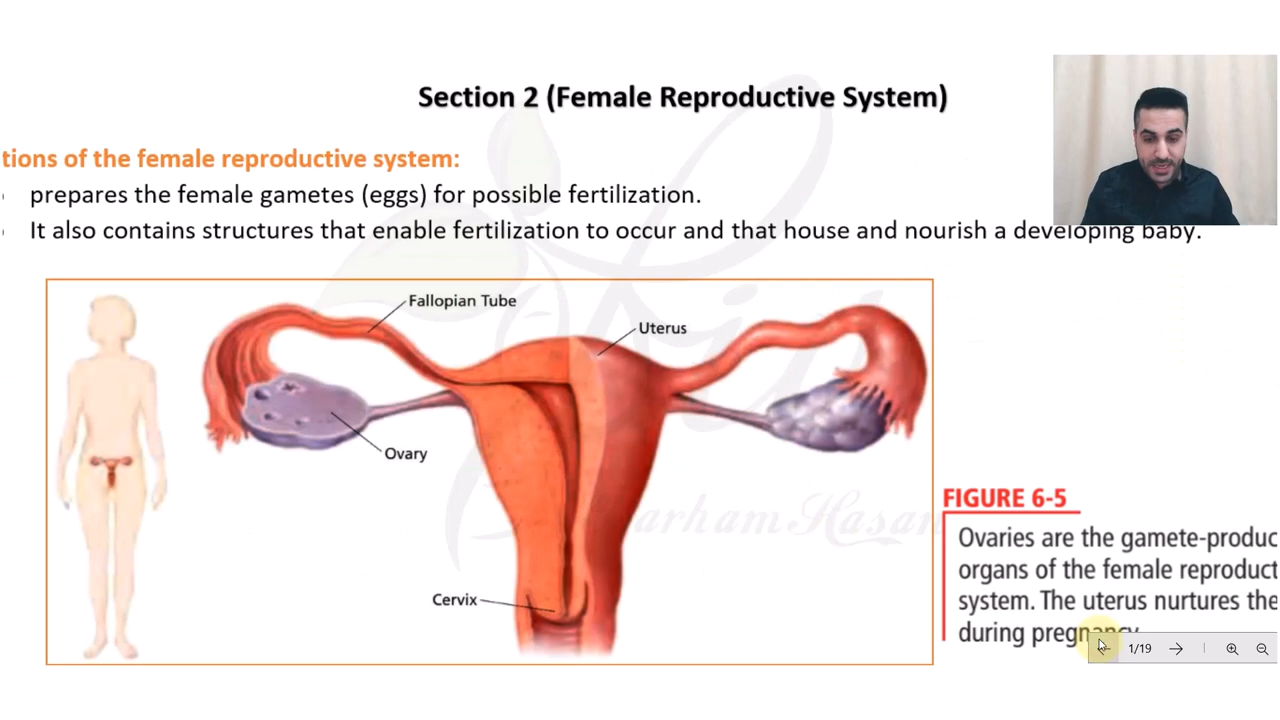 Section 2 (Female Reproductive System)
tions of the female reproductive system:
prepares the female gametes (eggs) for possible fertilization.
It also contains structures that enable fertilization to occur and that house and nourish a developing baby.
Fallopian Tube
Uterus
Ovary
Cervix
arham Hasan
FIGURE 6-5
Ovaries are the gamete-produc
organs of the female reproduct
system. The uterus nurtures the
during pregnancy
1/19